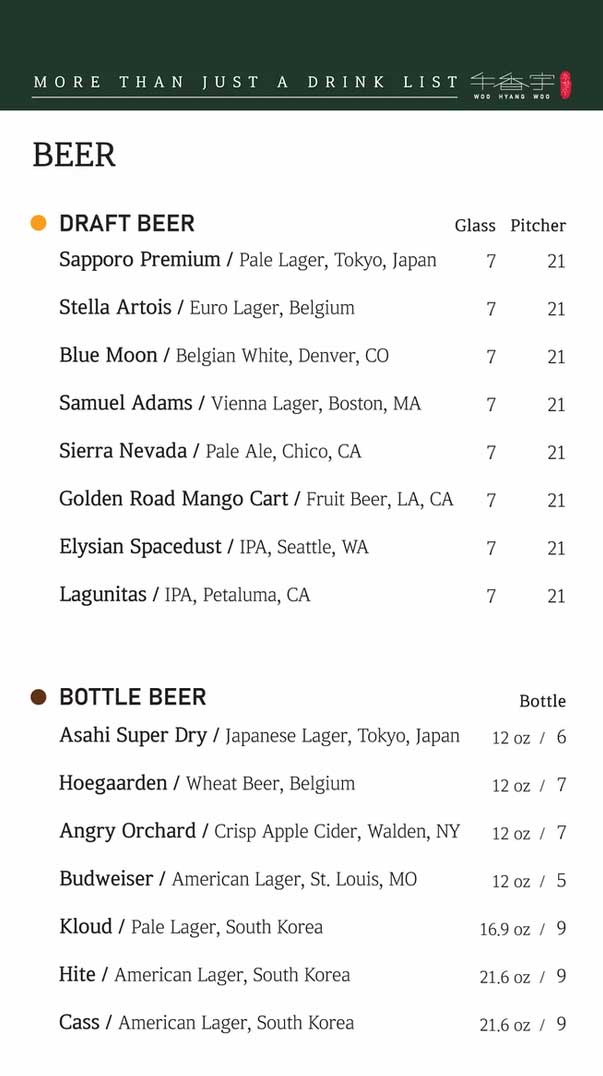 MORE THAN JUST A DRINK LIST
牛香宇
WOO HYANG WOO
BEER
DRAFT BEER Glass Pitcher
Sapporo Premium / Pale Lager, Tokyo, Japan 7 21
Stella Artois / Euro Lager, Belgium 7 21
Blue Moon / Belgian White, Denver, CO 7 21
Samuel Adams / Vienna Lager, Boston, MA 7 21
Sierra Nevada / Pale Ale, Chico, CA 7 21
Golden Road Mango Cart / Fruit Beer, LA, CA 7 21
Elysian Spacedust / IPA, Seattle, WA 7 21
Lagunitas / IPA, Petaluma, CA 7 21
BOTTLE BEER Bottle
Asahi Super Dry / Japanese Lager, Tokyo, Japan 12 oz / 6
Hoegaarden / Wheat Beer, Belgium 12 oz / 7
Angry Orchard / Crisp Apple Cider, Walden, NY 12 oz / 7
Budweiser / American Lager, St. Louis, MO 12 oz / 5
Kloud / Pale Lager, South Korea 16.9 oz / 9
Hite / American Lager, South Korea 21.6 oz / 9
Cass / American Lager, South Korea 21.6 oz / 9